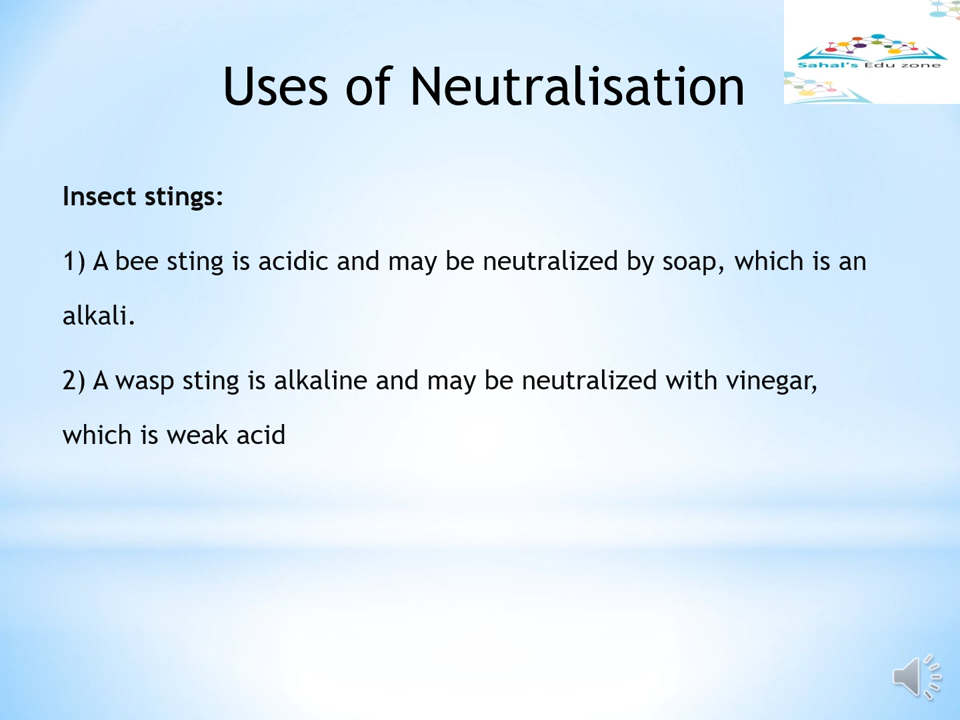 Sahal's Edu zone
Uses of Neutralisation
Insect stings:
1) A bee sting is acidic and may be neutralized by soap, which is an
alkali.
2) A wasp sting is alkaline and may be neutralized with vinegar,
which is weak acid